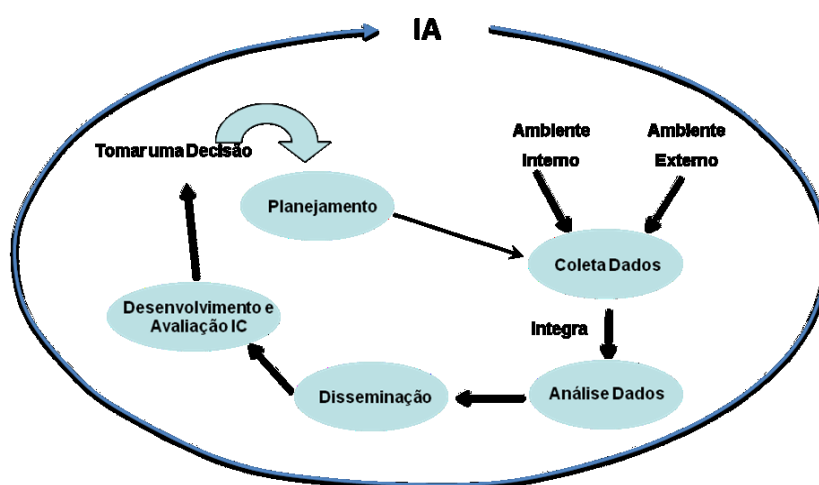 IA
Tomar uma Decisão
Ambiente
Interno
Ambiente
Externo
Planejamento
Coleta Dados
Integra
Desenvolvimento e
Avaliação IC
Disseminação
Análise Dados